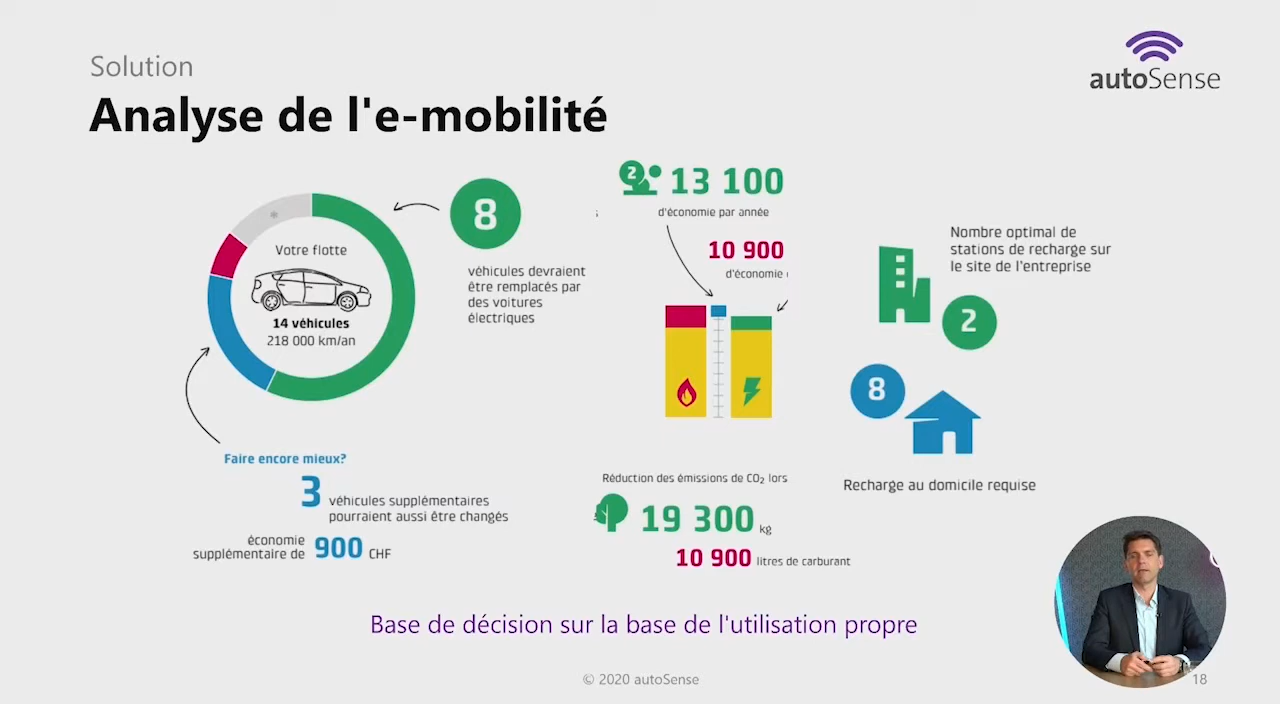 Solution
Analyse de l'e-mobilité
autoSense
Votre flotte
14 véhicules
218 000 km/an
8
véhicules devraient
être remplacés par
des voitures
électriques
Faire encore mieux?
3
véhicules supplémentaires
pourraient aussi être changés
économie
supplémentaire de 900 CHF
2
13 100
d'économie par année
10 900
d'économie
Réduction des émissions de CO₂ lors
19 300 kg
10 900 litres de carburant
Nombre optimal de
stations de recharge sur
le site de l'entreprise
2
8
Recharge au domicile requise
Base de décision sur la base de l'utilisation propre
© 2020 autoSense
18